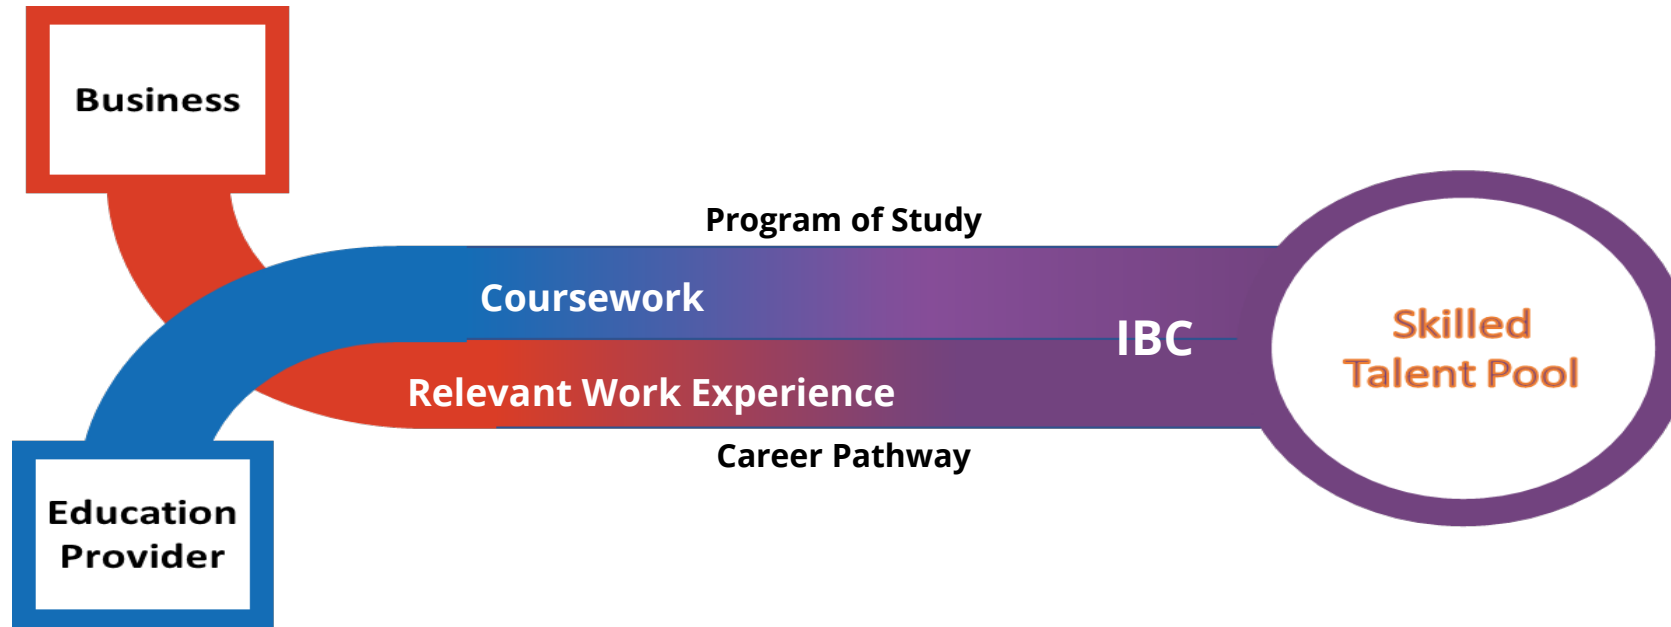 Business
Program of Study
Coursework
IBC
Relevant Work Experience
Career Pathway
Skilled
Talent Pool
Education
Provider